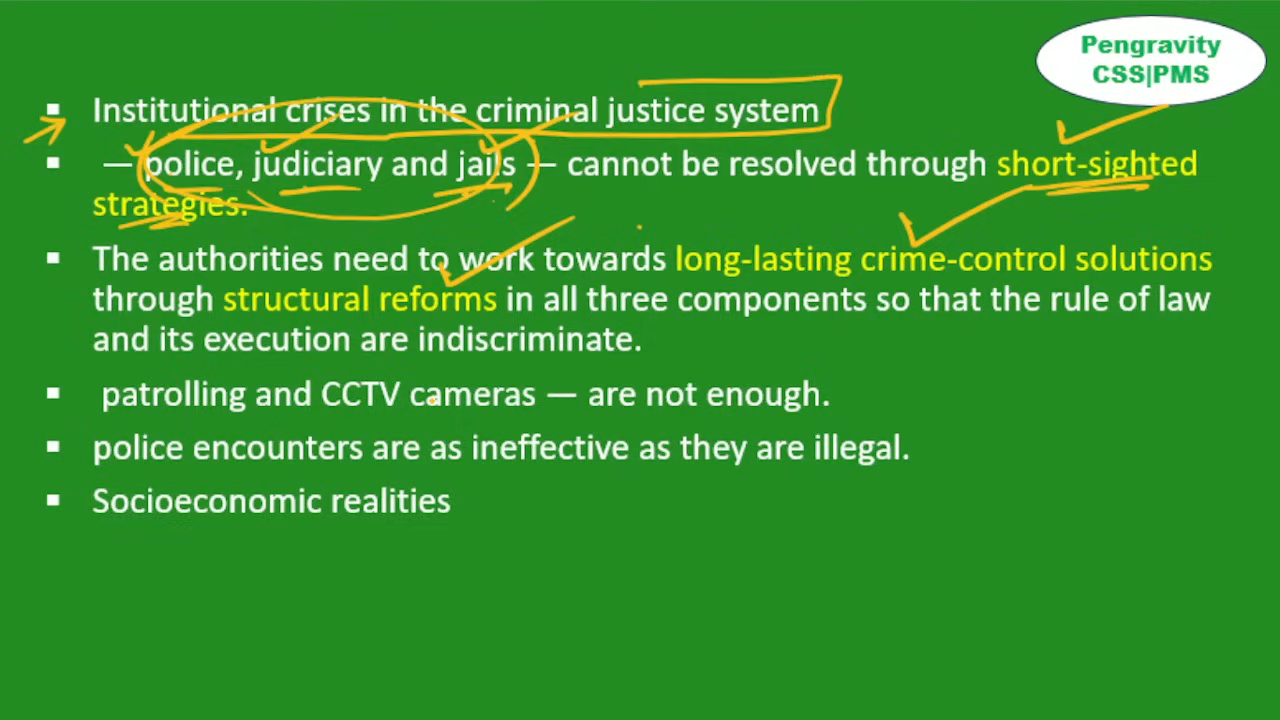 Pengravity
CSS|PMS
▪ Institutional crises in the criminal justice system
▪ — police, judiciary and jails — cannot be resolved through short-sighted
strategies.
▪ The authorities need to work towards long-lasting crime-control solutions
through structural reforms in all three components so that the rule of law
and its execution are indiscriminate.
▪ patrolling and CCTV cameras — are not enough.
▪ police encounters are as ineffective as they are illegal.
▪ Socioeconomic realities